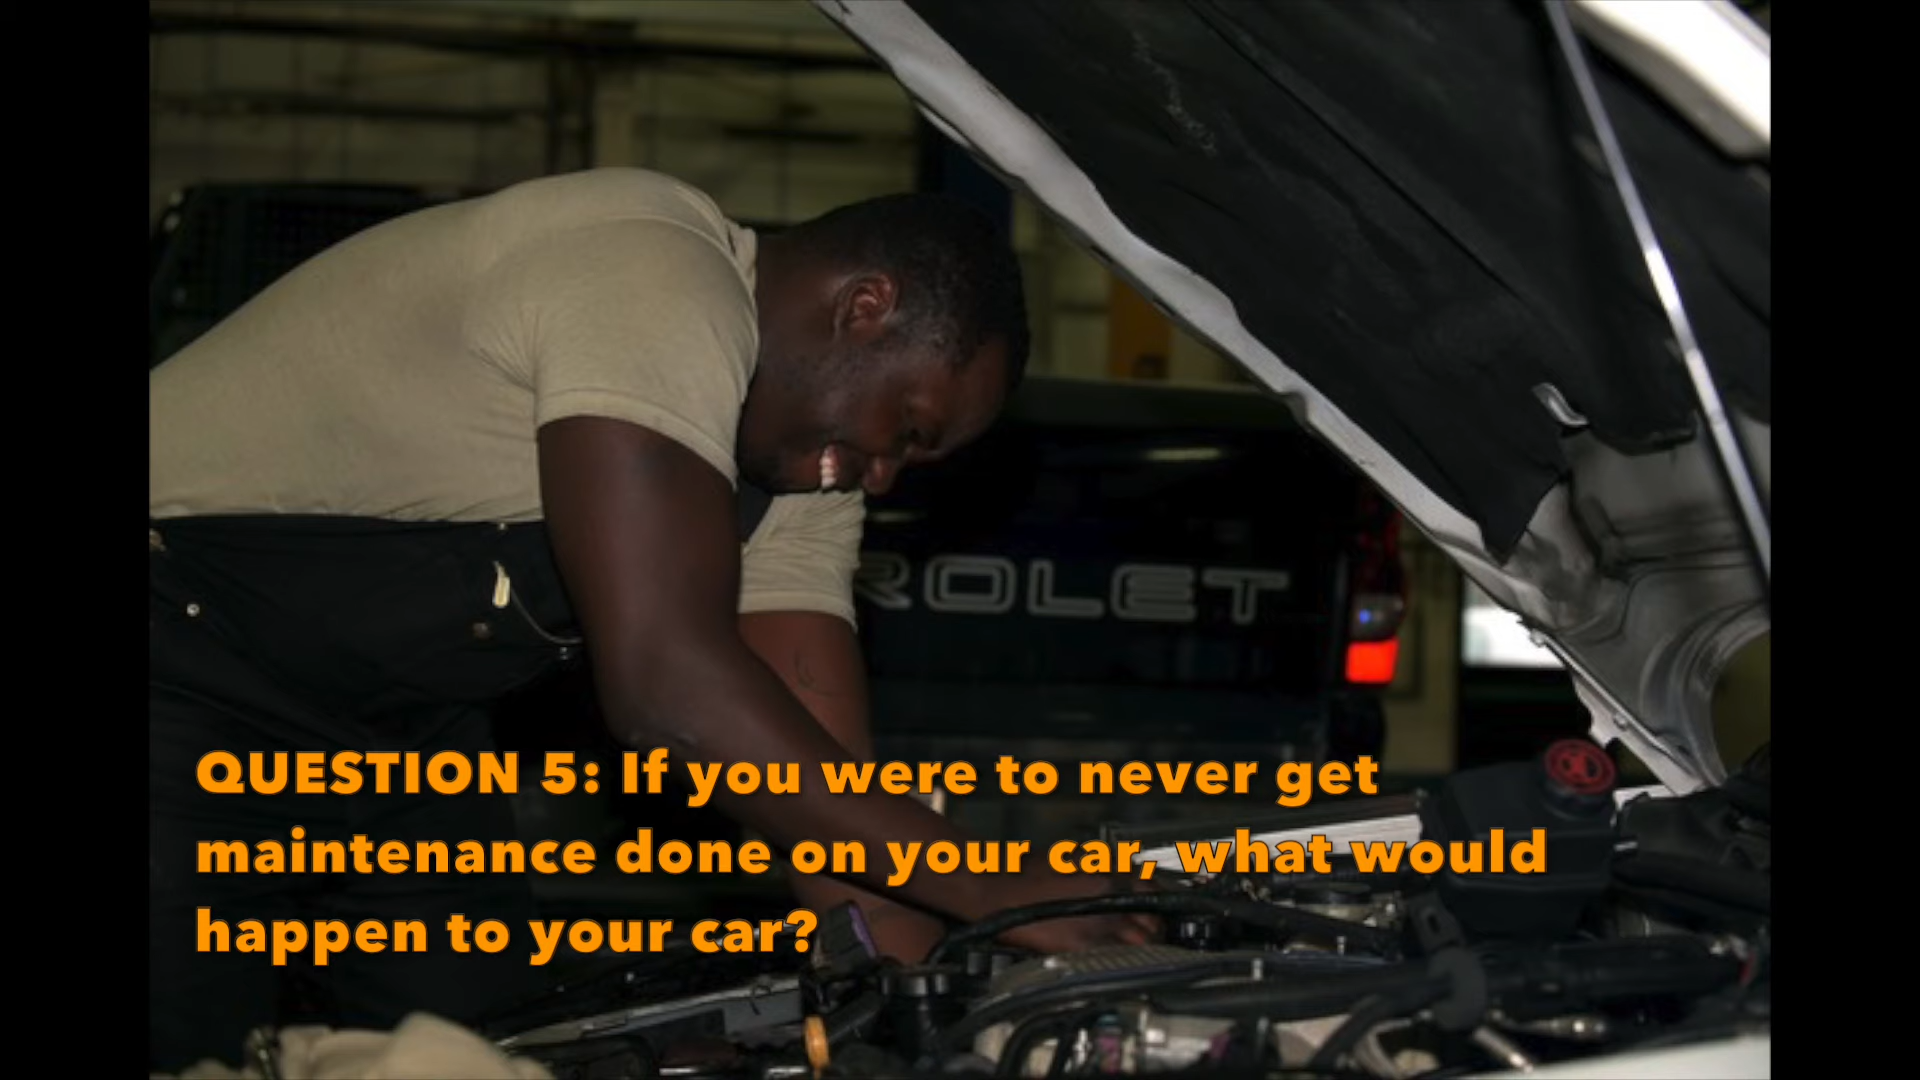 ROLET
QUESTION 5: If you were to never get
maintenance done on your car, what would
happen to your car?